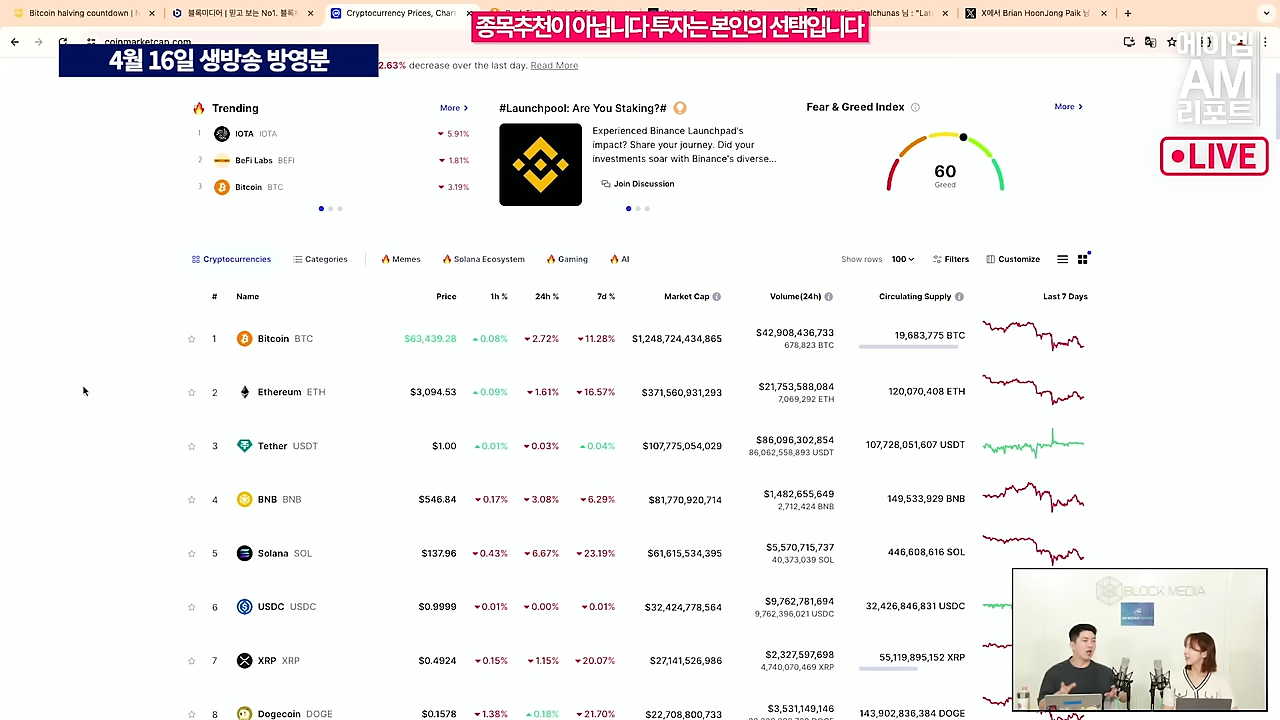 Bitcoin halving countdown | N
블록미디어 | 믿고 보는 No1. 블록
Cryptocurrency Prices, Chart
X에서 Brian HoonJong Paik 님
종목추천이 아닙니다 투자는 본인의 선택입니다
coinmarketcap.com
4월 16일 생방송 방영분
2.63% decrease over the last day. Read More
에이엠
AM
리포트
LIVE
Trending More
1 IOTA IOTA 5.91%
2 BeFi Labs BEFI 1.81%
3 Bitcoin BTC 3.19%
#Launchpool: Are You Staking?#
Experienced Binance Launchpad's
impact? Share your journey. Did your
investments soar with Binance's diverse...
Join Discussion
Fear & Greed Index More
60
Greed
Cryptocurrencies Categories Memes Solana Ecosystem Gaming AI Show rows 100 Filters Customize
# Name Price 1h % 24h % 7d % Market Cap Volume(24h) Circulating Supply Last 7 Days
1 Bitcoin BTC $63,439.28 0.08% 2.72% 11.28% $1,248,724,434,865 $42,908,436,733 19,683,775 BTC
678,823 BTC
2 Ethereum ETH $3,094.53 0.09% 1.61% 16.57% $371,560,931,293 $21,753,588,084 120,070,408 ETH
7,069,292 ETH
3 Tether USDT $1.00 0.01% 0.03% 0.04% $107,775,054,029 $86,096,302,854 107,728,051,607 USDT
86,062,558,893 USDT
4 BNB BNB $546.84 0.17% 3.08% 6.29% $81,770,920,714 $1,482,655,649 149,533,929 BNB
2,712,424 BNB
5 Solana SOL $137.96 0.43% 6.67% 23.19% $61,615,534,395 $5,570,715,737 446,608,616 SOL
40,373,039 SOL
6 USDC USDC $0.9999 0.01% 0.00% 0.01% $32,424,778,564 $9,762,781,694 32,426,846,831 USDC
9,762,396,021 USDC
7 XRP XRP $0.4924 0.15% 1.15% 20.07% $27,141,526,986 $2,327,597,698 55,119,895,152 XRP
4,740,070,469 XRP
8 Dogecoin DOGE $0.1578 1.38% 0.18% 21.70% $22,708,800,733 $3,531,149,146 143,902,836,384 DOGE
BLOCK MEDIA